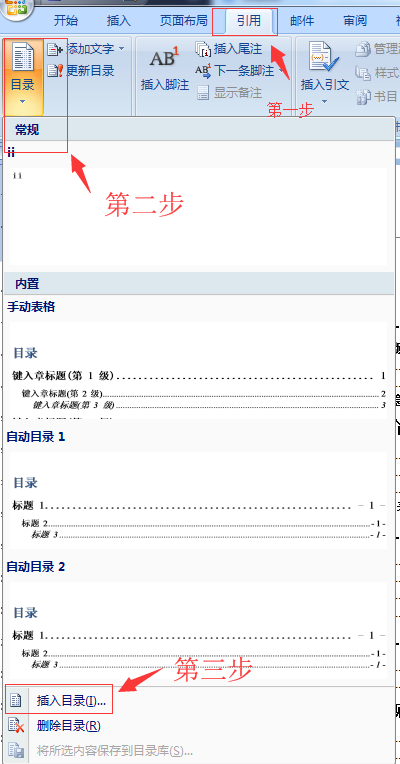 开始 插入 页面布局 引用 邮件 审阅
目录
添加文字
更新目录
AB¹
插入脚注
插入尾注
AB¹ 下一条脚注
显示备注
插入引文
管理
样式
书目
第一步
常规
ii
第二步
ii
内置
手动表格
目录
键入章标题(第 1 级)........................................ 1
键入章标题(第 2 级)........................................ 2
键入章标题(第 3 级)........................................ 3
自动目录 1
目录
标题 1........................................ - 1 -
标题 2........................................- 1 -
标题 3........................................- 1 -
自动目录 2
目录
标题 1........................................ - 1 -
标题 2........................................- 1 -
标题 3........................................- 1 -
第三步
插入目录(I)...
删除目录(R)
将所选内容保存到目录库(S)...